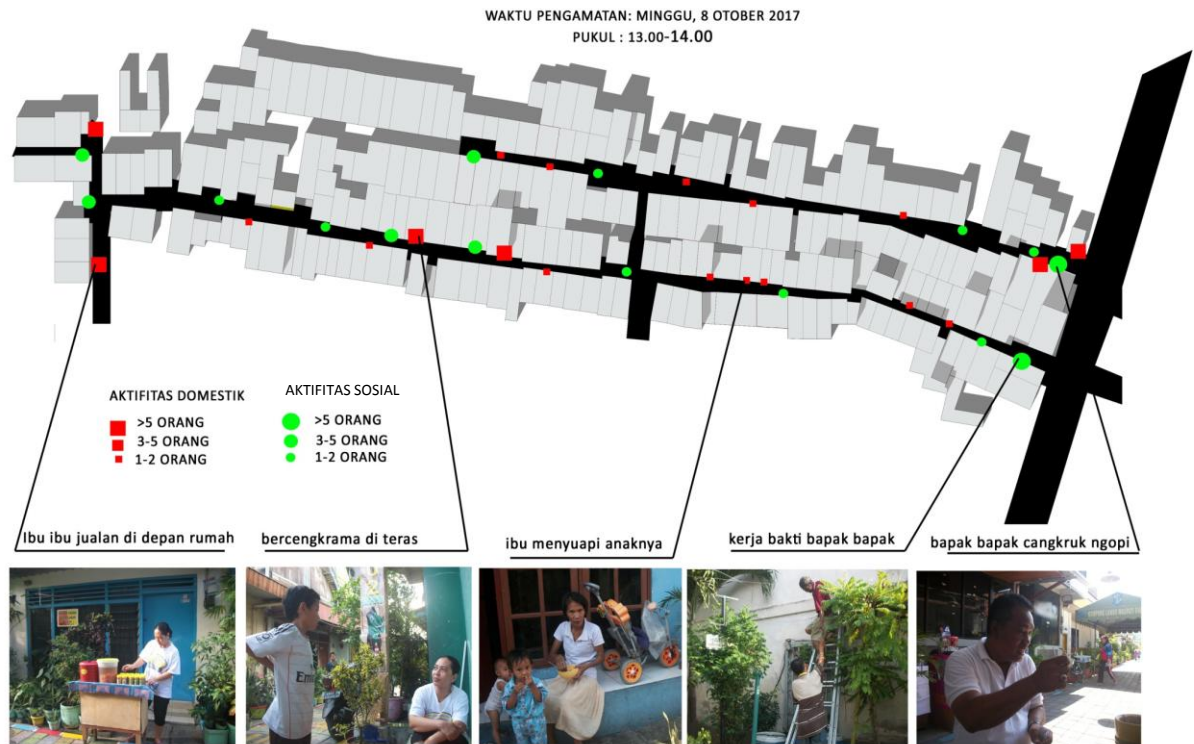 WAKTU PENGAMATAN: MINGGU, 8 OTOBER 2017
PUKUL : 13.00-14.00
AKTIFITAS DOMESTIK
>5 ORANG
3-5 ORANG
1-2 ORANG
AKTIFITAS SOSIAL
>5 ORANG
3-5 ORANG
1-2 ORANG
Ibu ibu jualan di depan rumah
bercengkrama di teras
ibu menyuapi anaknya
kerja bakti bapak bapak
bapak bapak cangkruk ngopi